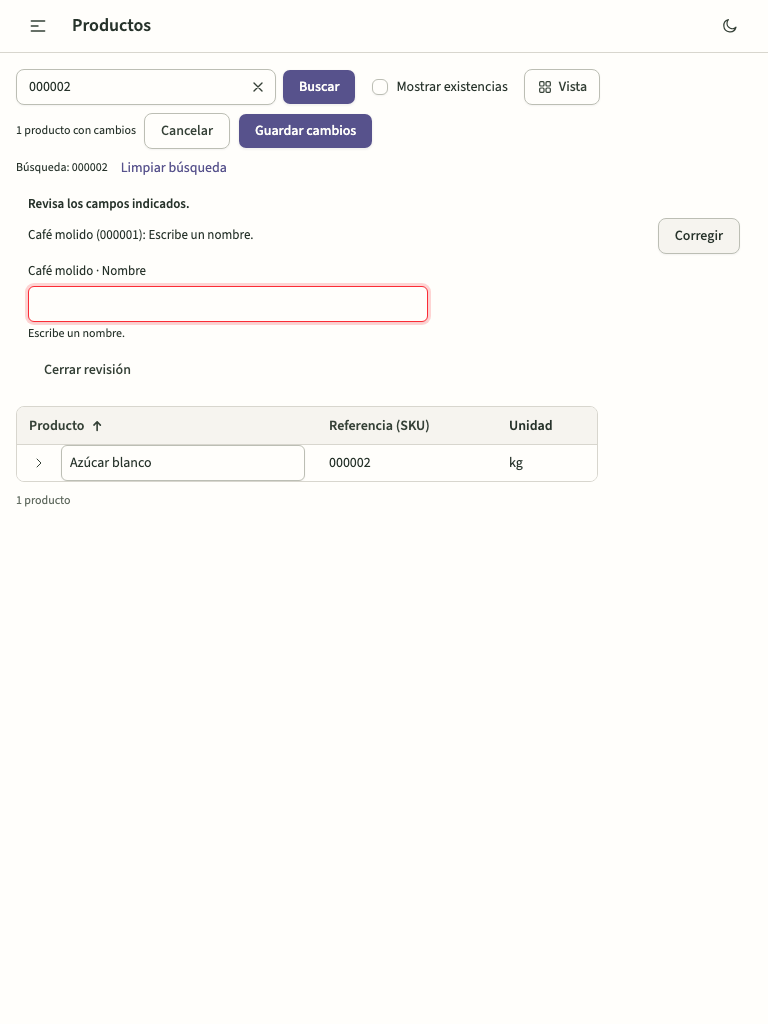 Productos
000002
Buscar
Mostrar existencias
Vista
1 producto con cambios
Cancelar
Guardar cambios
Búsqueda: 000002
Limpiar búsqueda
Revisa los campos indicados.
Café molido (000001): Escribe un nombre.
Corregir
Café molido · Nombre
Escribe un nombre.
Cerrar revisión
Producto
Referencia (SKU)
Unidad
Azúcar blanco
000002
kg
1 producto